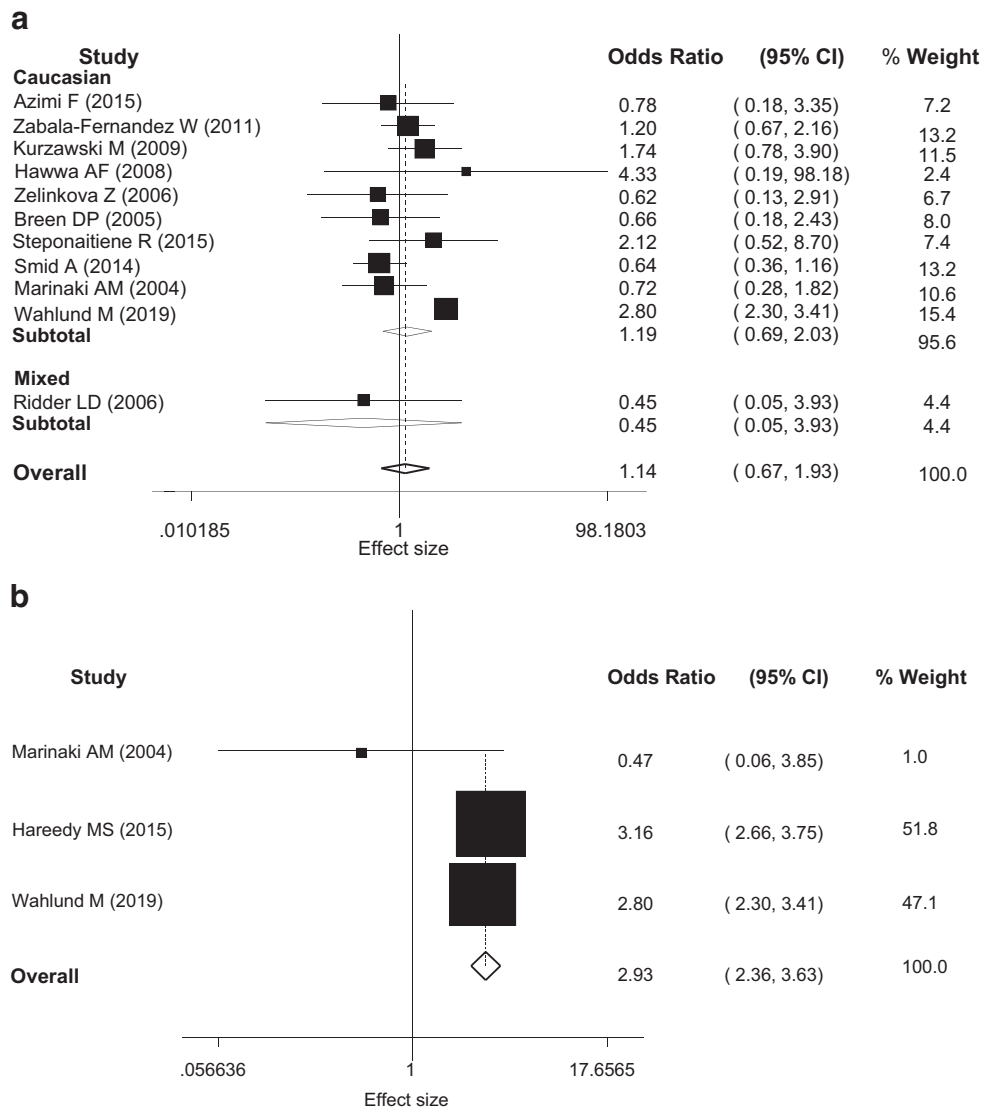 a
Study Odds Ratio (95% CI) % Weight
Caucasian
Azimi F (2015) 0.78 ( 0.18, 3.35) 7.2
Zabala-Fernandez W (2011) 1.20 ( 0.67, 2.16) 13.2
Kurzawski M (2009) 1.74 ( 0.78, 3.90) 11.5
Hawwa AF (2008) 4.33 ( 0.19, 98.18) 2.4
Zelinkova Z (2006) 0.62 ( 0.13, 2.91) 6.7
Breen DP (2005) 0.66 ( 0.18, 2.43) 8.0
Steponaitiene R (2015) 2.12 ( 0.52, 8.70) 7.4
Smid A (2014) 0.64 ( 0.36, 1.16) 13.2
Marinaki AM (2004) 0.72 ( 0.28, 1.82) 10.6
Wahlund M (2019) 2.80 ( 2.30, 3.41) 15.4
Subtotal 1.19 ( 0.69, 2.03) 95.6
Mixed
Ridder LD (2006) 0.45 ( 0.05, 3.93) 4.4
Subtotal 0.45 ( 0.05, 3.93) 4.4
Overall 1.14 ( 0.67, 1.93) 100.0
.010185 1 98.1803
Effect size
b
Study Odds Ratio (95% CI) % Weight
Marinaki AM (2004) 0.47 ( 0.06, 3.85) 1.0
Hareedy MS (2015) 3.16 ( 2.66, 3.75) 51.8
Wahlund M (2019) 2.80 ( 2.30, 3.41) 47.1
Overall 2.93 ( 2.36, 3.63) 100.0
.056636 1 17.6565
Effect size